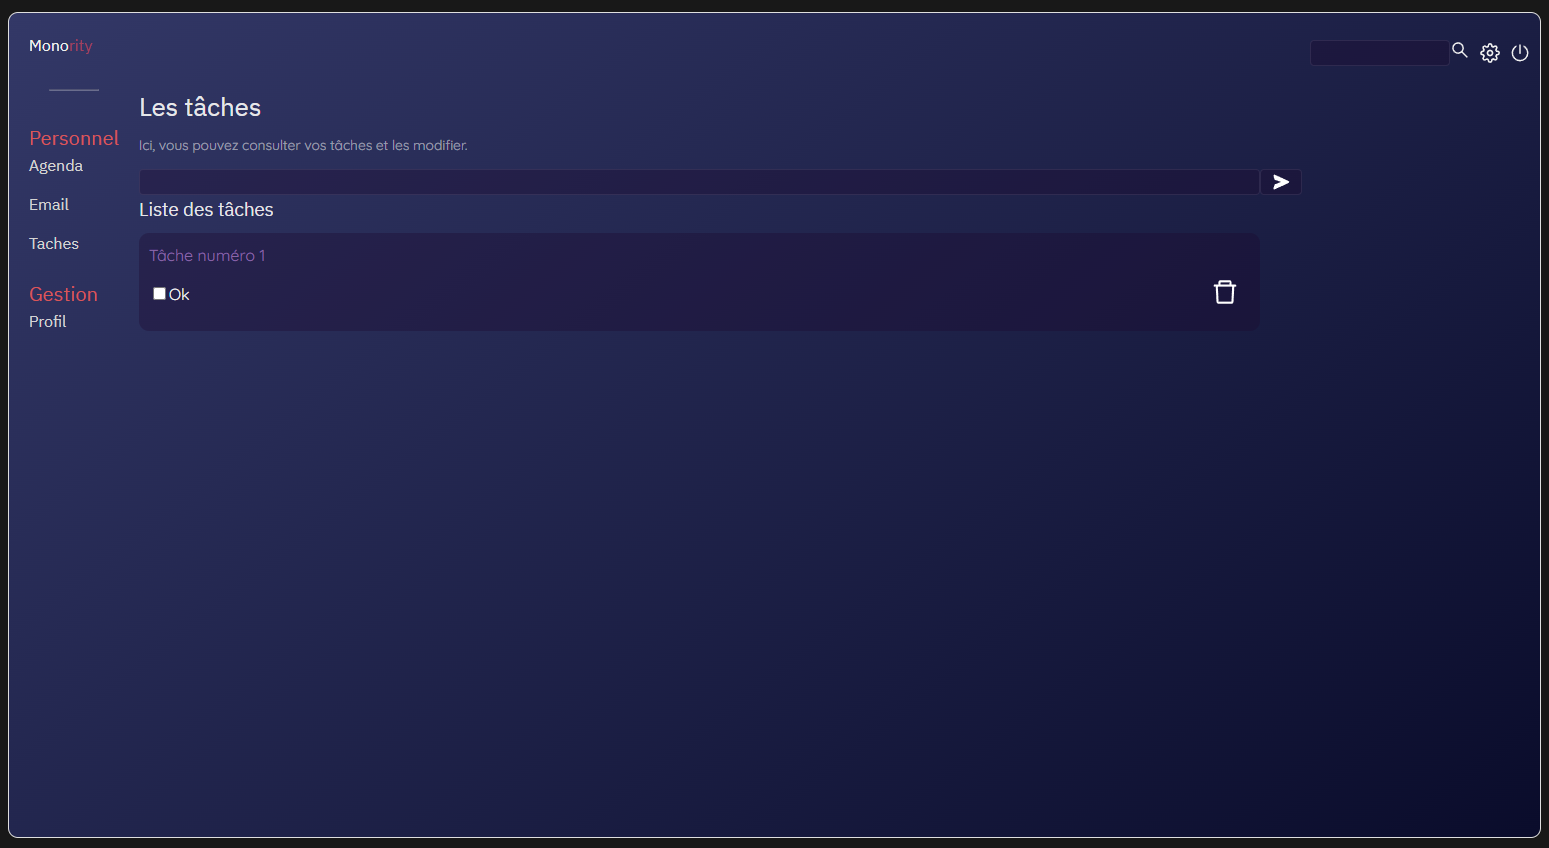 Monority
Les tâches
Ici, vous pouvez consulter vos tâches et les modifier.
Personnel
Agenda
Email
Taches
Gestion
Profil
Liste des tâches
Tâche numéro 1
Ok